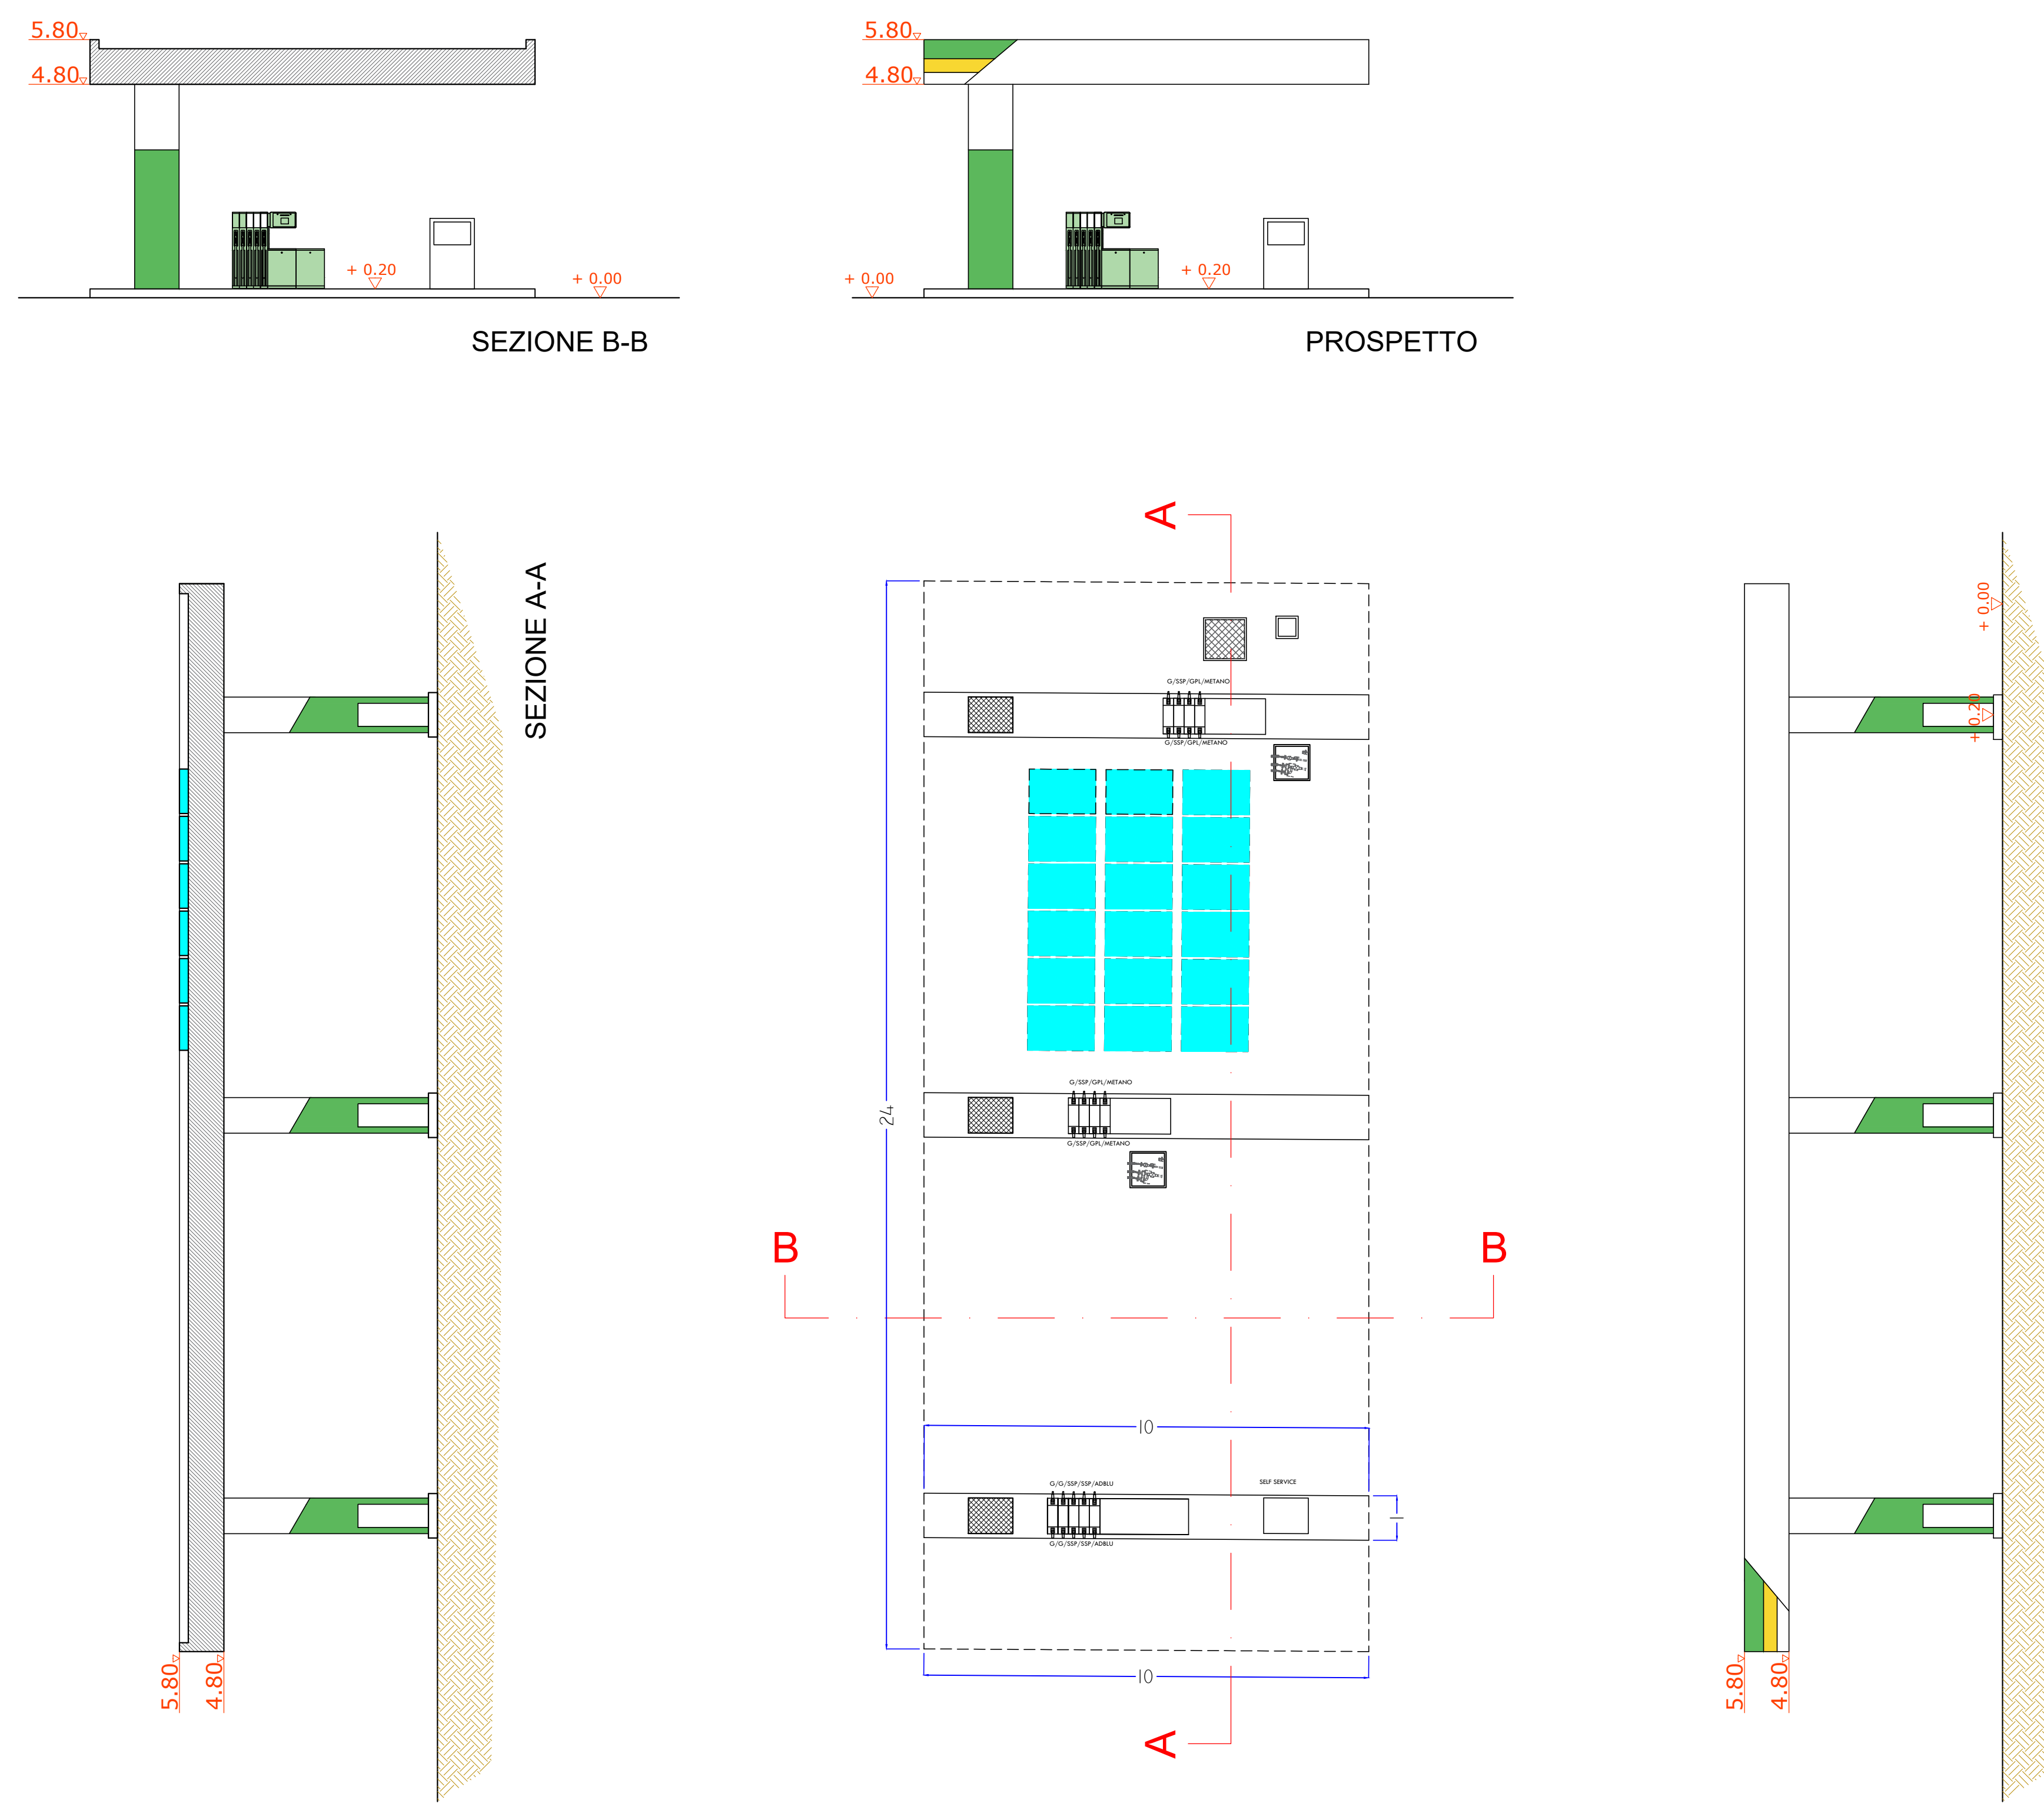 5.80
4.80
+ 0.20
+ 0.00
SEZIONE B-B
5.80
4.80
+ 0.00
+ 0.20
PROSPETTO
SEZIONE A-A
5.80
4.80
A
G/SSP/GPL/METANO
G/SSP/GPL/METANO
24
G/SSP/GPL/METANO
G/SSP/GPL/METANO
B
B
10
G/G/SSP/SSP/ADBLU
SELF SERVICE
1
G/G/SSP/SSP/ADBLU
10
A
+ 0.00
+ 0.20
5.80
4.80